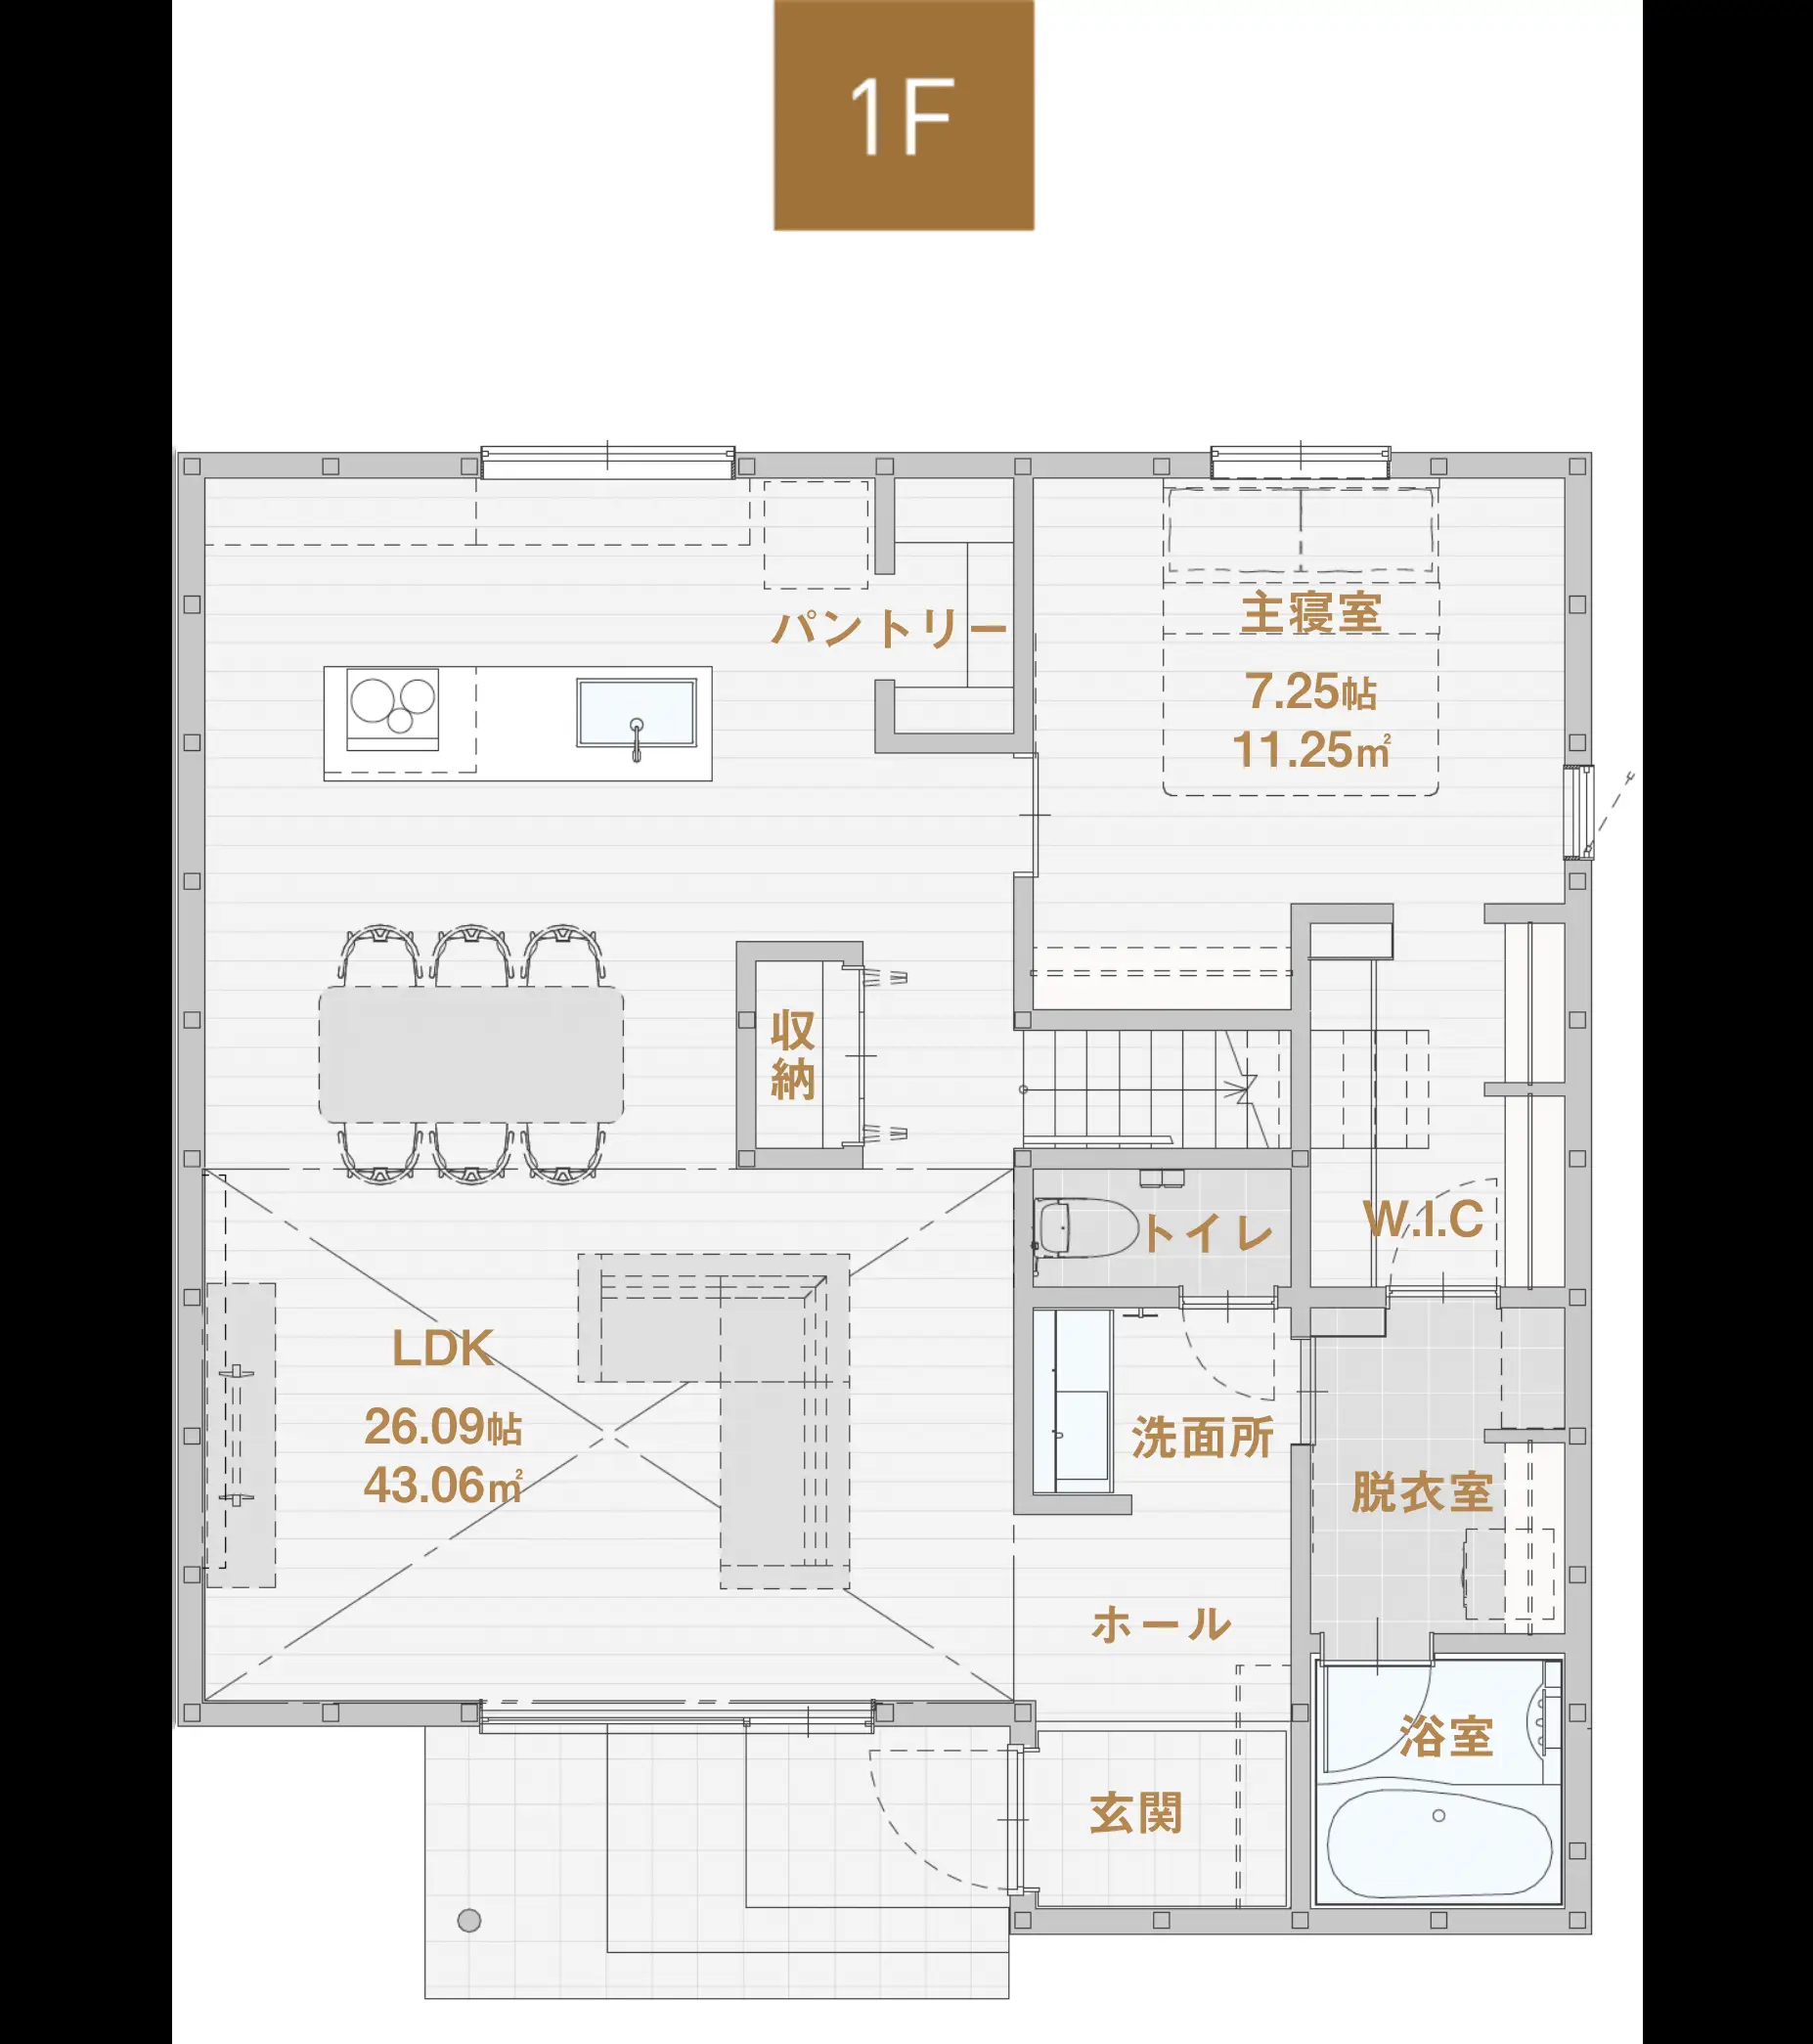 1F
パントリー
主寝室
7.25帖
11.25㎡
収
納
トイレ
W.I.C
LDK
26.09帖
43.06㎡
洗面所
脱衣室
ホール
浴室
玄関